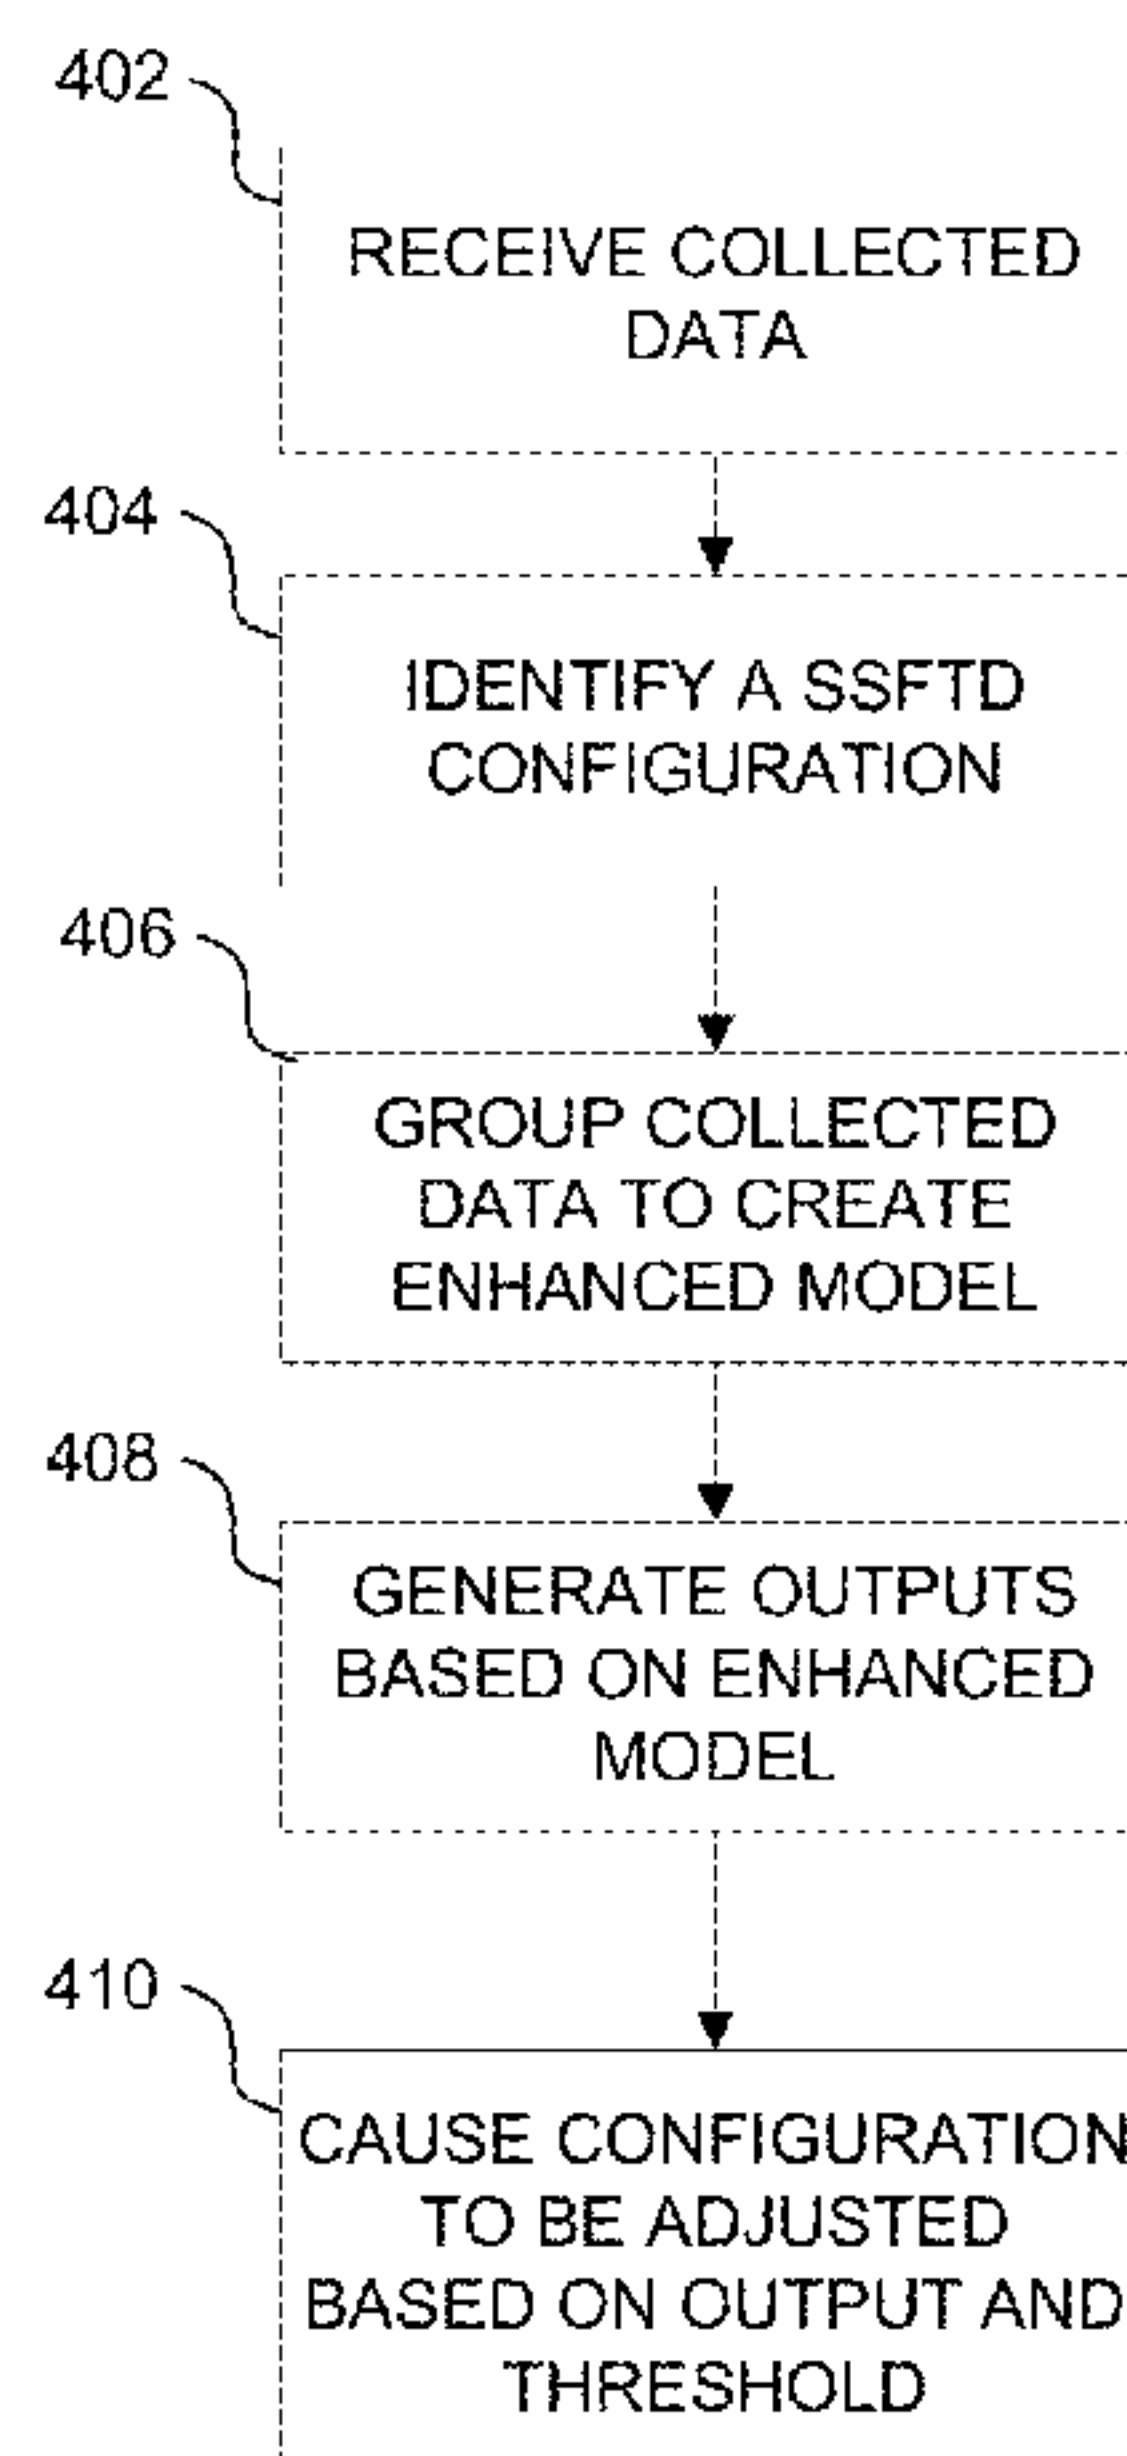 402
RECEIVE COLLECTED
DATA
404
IDENTIFY A SSFTD
CONFIGURATION
406
GROUP COLLECTED
DATA TO CREATE
ENHANCED MODEL
408
GENERATE OUTPUTS
BASED ON ENHANCED
MODEL
410
CAUSE CONFIGURATION
TO BE ADJUSTED
BASED ON OUTPUT AND
THRESHOLD